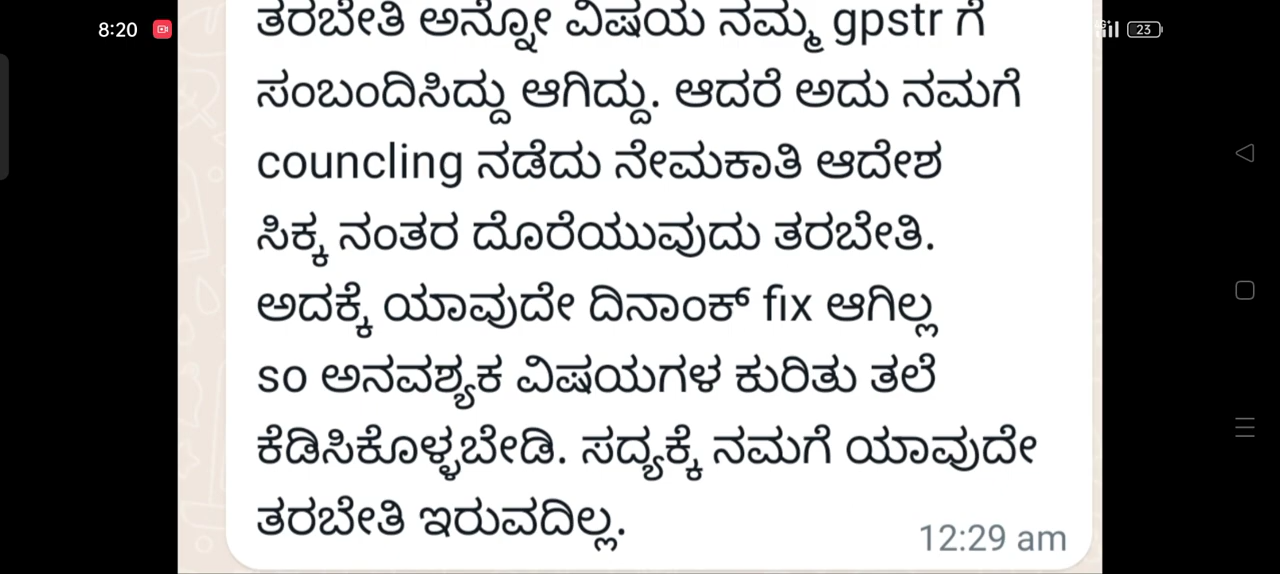 8:20
23
ತರಬೇತಿ ಅನ್ನೋ ವಿಷಯ ನಮ್ಮ gpstr ಗೆ
ಸಂಬಂದಿಸಿದ್ದು ಆಗಿದ್ದು. ಆದರೆ ಅದು ನಮಗೆ
councling ನಡೆದು ನೇಮಕಾತಿ ಆದೇಶ
ಸಿಕ್ಕ ನಂತರ ದೊರೆಯುವುದು ತರಬೇತಿ.
ಅದಕ್ಕೆ ಯಾವುದೇ ದಿನಾಂಕ್ fix ಆಗಿಲ್ಲ
so ಅನವಶ್ಯಕ ವಿಷಯಗಳ ಕುರಿತು ತಲೆ
ಕೆಡಿಸಿಕೊಳ್ಳಬೇಡಿ. ಸದ್ಯಕ್ಕೆ ನಮಗೆ ಯಾವುದೇ
ತರಬೇತಿ ಇರುವದಿಲ್ಲ.
12:29 am